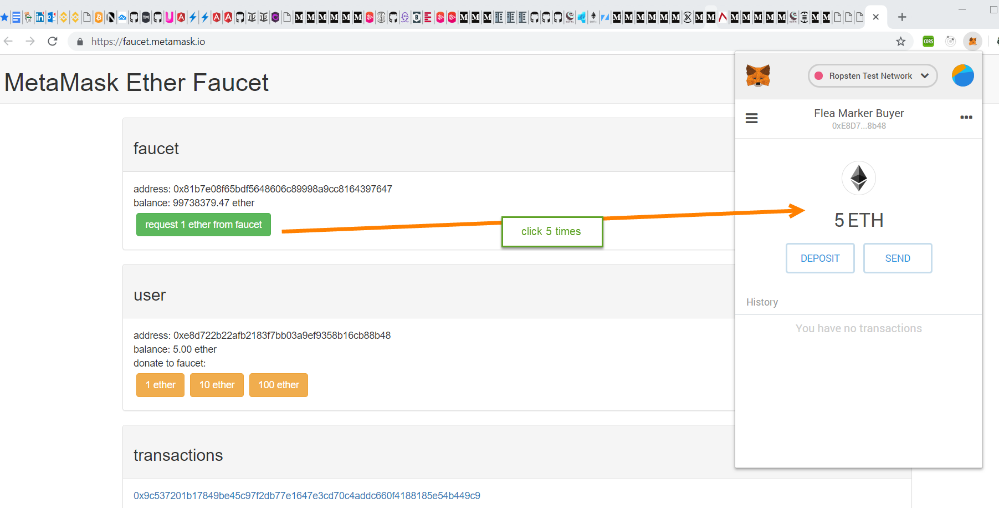 https://faucet.metamask.io
CORS
MetaMask Ether Faucet
faucet
address: 0x81b7e08f65bdf5648606c89998a9cc8164397647
balance: 99738379.47 ether
request 1 ether from faucet
click 5 times
user
address: 0xe8d722b22afb2183f7bb03a9ef9358b16cb88b48
balance: 5.00 ether
donate to faucet:
1 ether
10 ether
100 ether
transactions
0x9c537201b17849be45c97f2db77e1647e3cd70c4addc660f4188185e54b449c9
Ropsten Test Network
Flea Marker Buyer
0xE8D7...8b48
5 ETH
DEPOSIT
SEND
History
You have no transactions